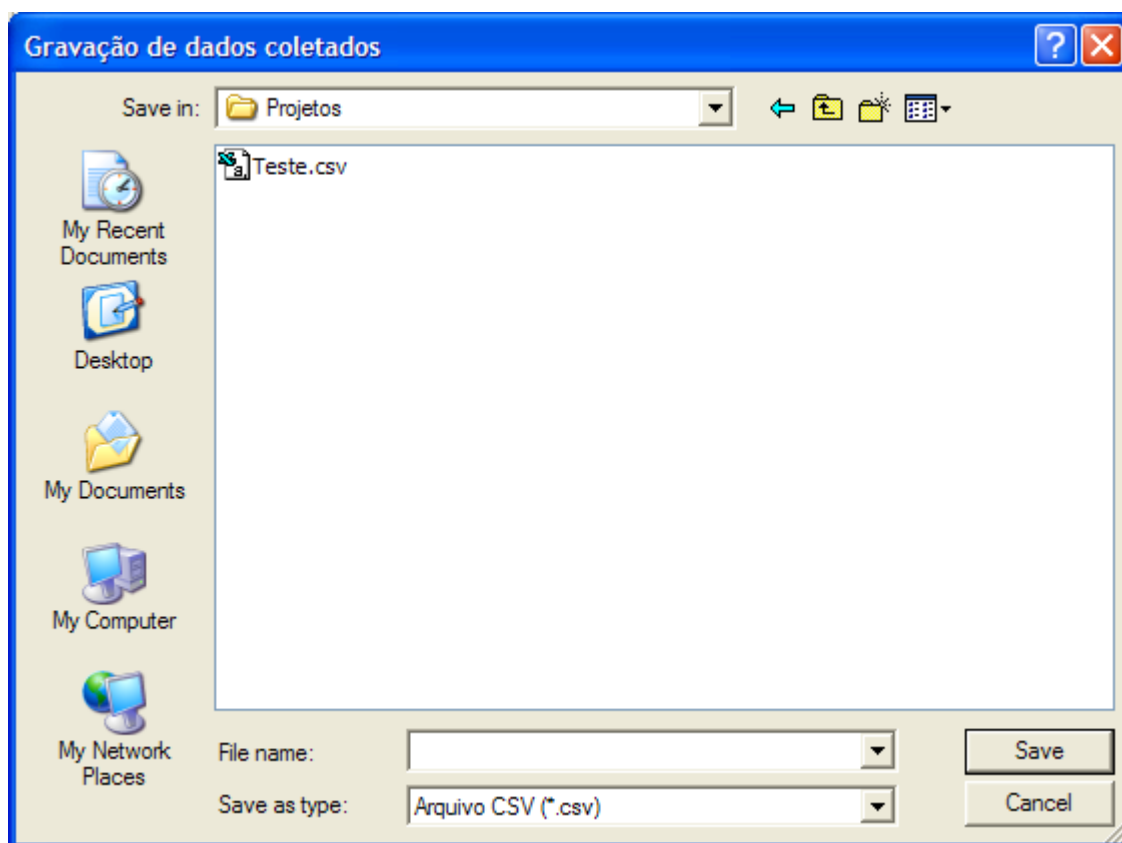 Gravação de dados coletados
Save in:
Projetos
Teste.csv
My Recent
Documents
Desktop
My Documents
My Computer
My Network
Places
File name:
Save
Save as type:
Arquivo CSV (*.csv)
Cancel